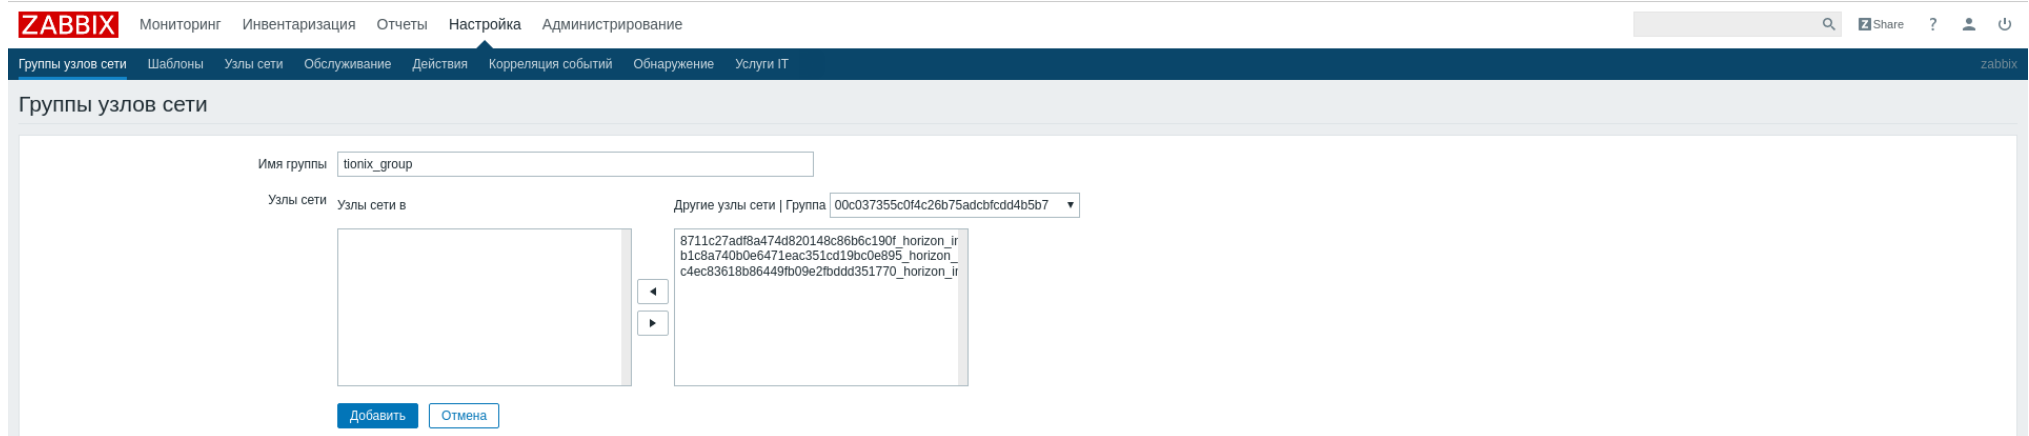 ZABBIX Мониторинг Инвентаризация Отчеты Настройка Администрирование Z Share ?
Группы узлов сети Шаблоны Узлы сети Обслуживание Действия Корреляция событий Обнаружение Услуги IT zabbix
Группы узлов сети
Имя группы tionix_group
Узлы сети Узлы сети в Другие узлы сети | Группа 00c037355c0f4c26b75adcbfcdd4b5b7
8711c27adf8a474d820148c86b6c190f_horizon_in
b1c8a740b0e6471eac351cd19bc0e895_horizon_
c4ec83618b86449fb09e2fbddd351770_horizon_in
Добавить Отмена